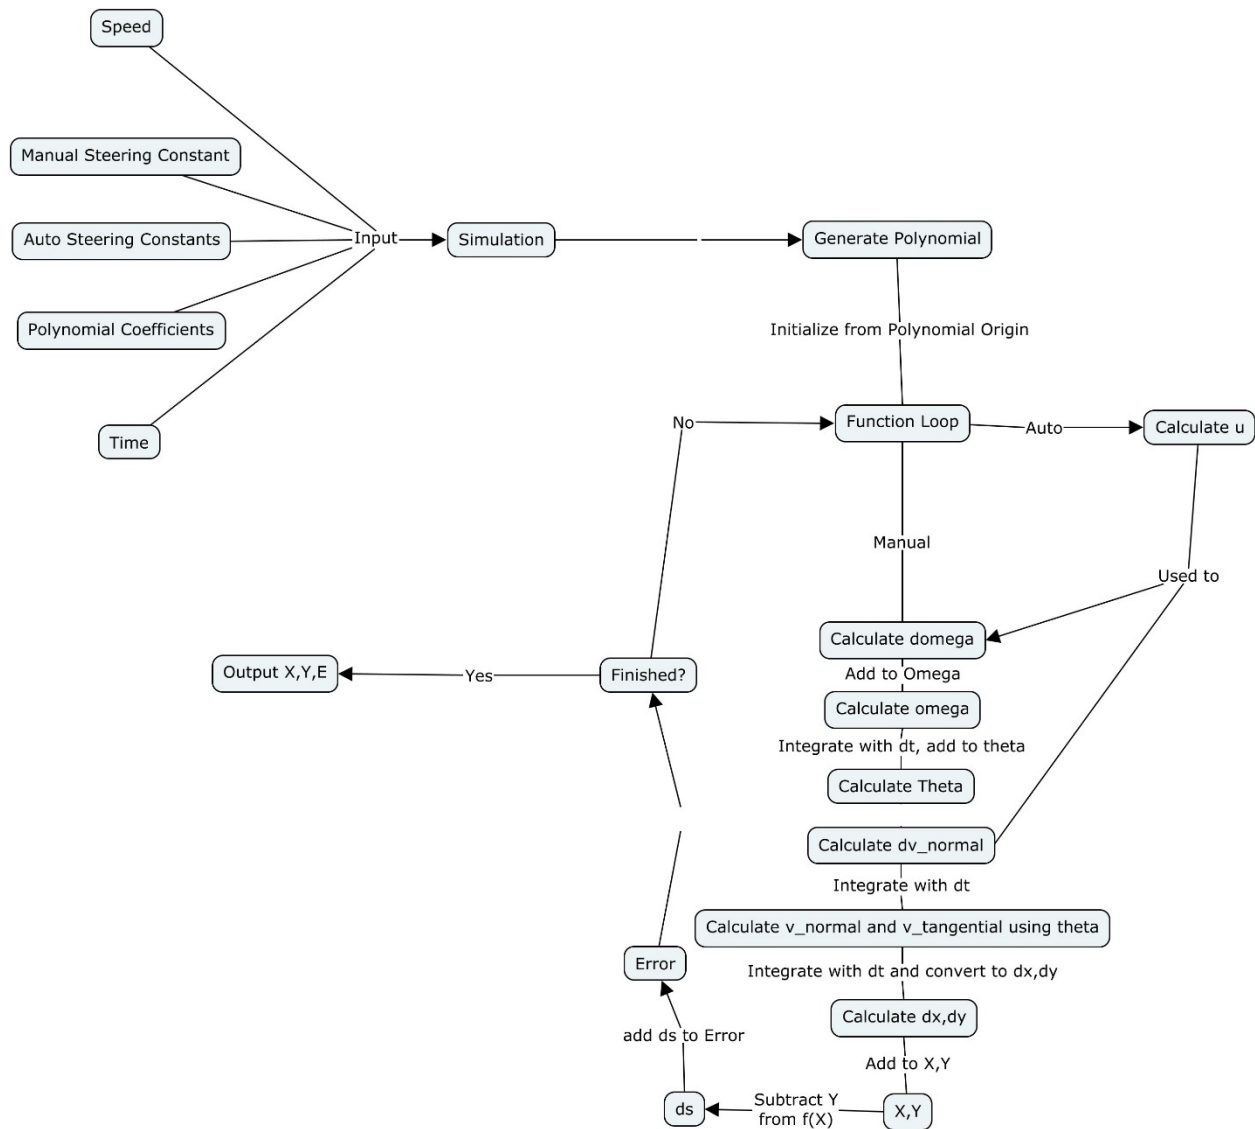 Speed
Manual Steering Constant
Auto Steering Constants
Input
Simulation
Generate Polynomial
Polynomial Coefficients
Initialize from Polynomial Origin
Time
No
Function Loop
Auto
Calculate u
Manual
Used to
Calculate domega
Add to Omega
Output X,Y,E
Yes
Finished?
Calculate omega
Integrate with dt, add to theta
Calculate Theta
Calculate dv_normal
Integrate with dt
Calculate v_normal and v_tangential using theta
Error
Integrate with dt and convert to dx,dy
Calculate dx,dy
add ds to Error
Add to X,Y
ds
Subtract Y
from f(X)
X,Y